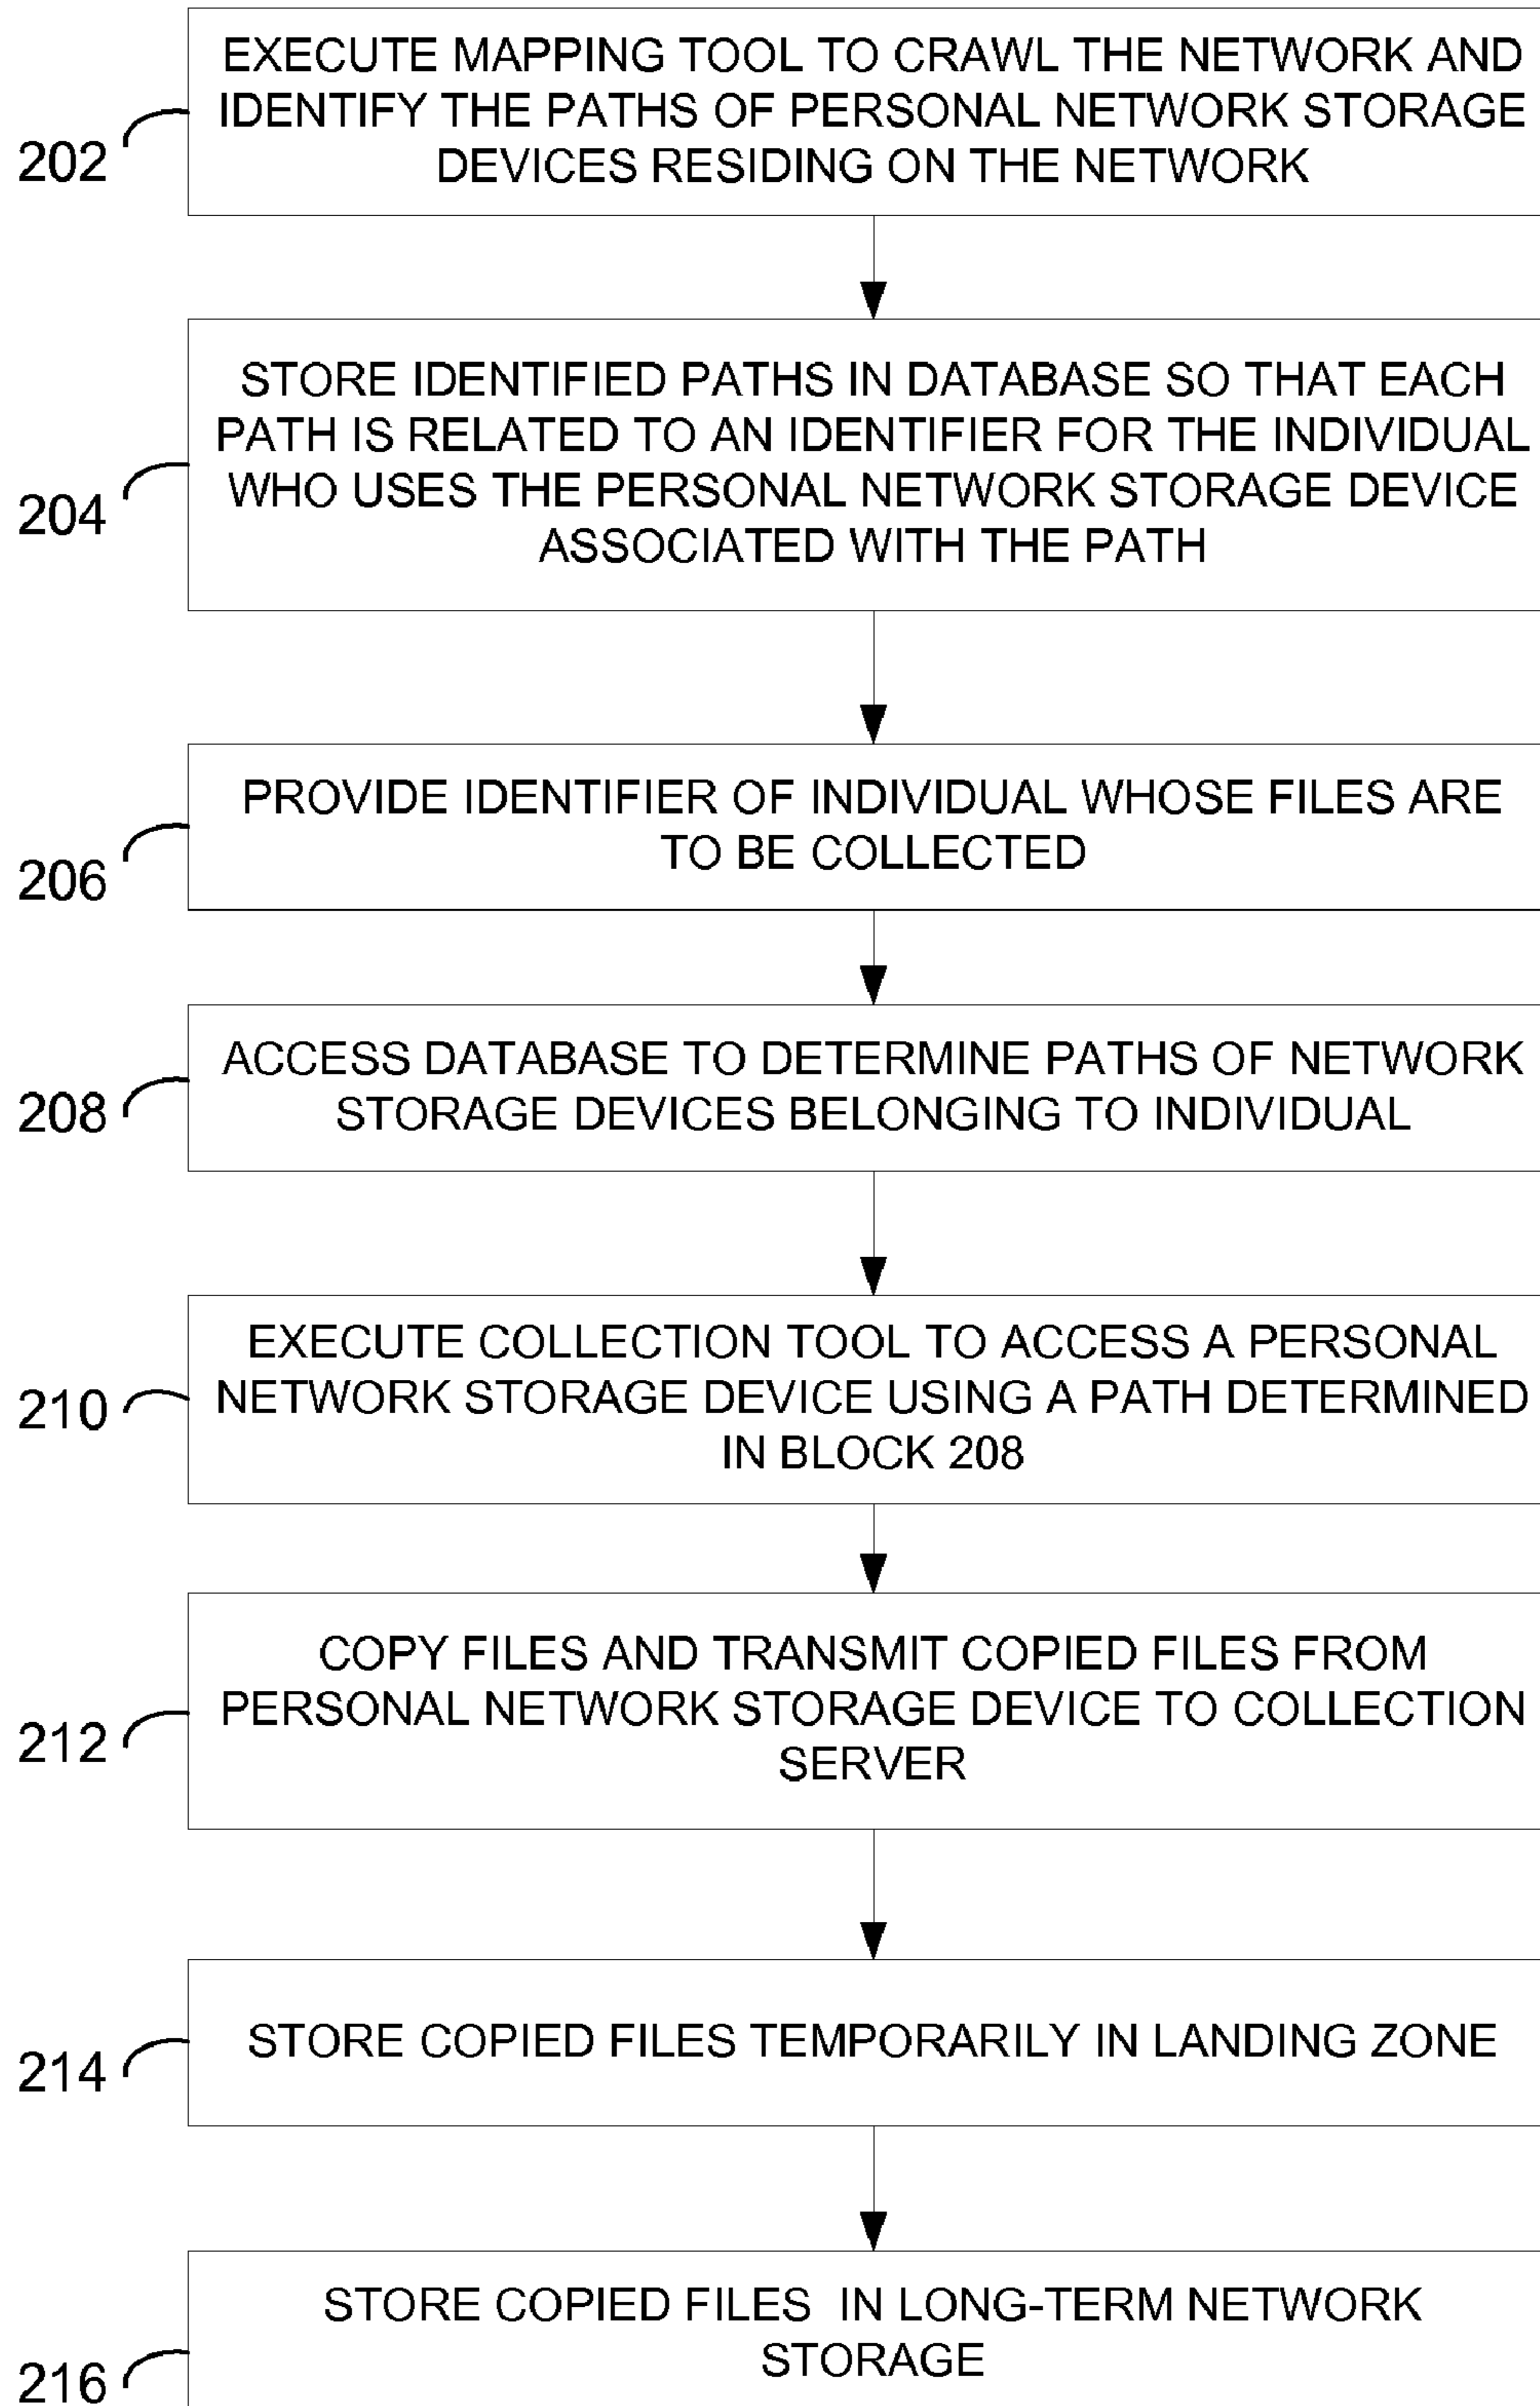 EXECUTE MAPPING TOOL TO CRAWL THE NETWORK AND
IDENTIFY THE PATHS OF PERSONAL NETWORK STORAGE
DEVICES RESIDING ON THE NETWORK
202
STORE IDENTIFIED PATHS IN DATABASE SO THAT EACH
PATH IS RELATED TO AN IDENTIFIER FOR THE INDIVIDUAL
WHO USES THE PERSONAL NETWORK STORAGE DEVICE
ASSOCIATED WITH THE PATH
204
PROVIDE IDENTIFIER OF INDIVIDUAL WHOSE FILES ARE
TO BE COLLECTED
206
ACCESS DATABASE TO DETERMINE PATHS OF NETWORK
STORAGE DEVICES BELONGING TO INDIVIDUAL
208
EXECUTE COLLECTION TOOL TO ACCESS A PERSONAL
NETWORK STORAGE DEVICE USING A PATH DETERMINED
IN BLOCK 208
210
COPY FILES AND TRANSMIT COPIED FILES FROM
PERSONAL NETWORK STORAGE DEVICE TO COLLECTION
SERVER
212
STORE COPIED FILES TEMPORARILY IN LANDING ZONE
214
STORE COPIED FILES IN LONG-TERM NETWORK
STORAGE
216